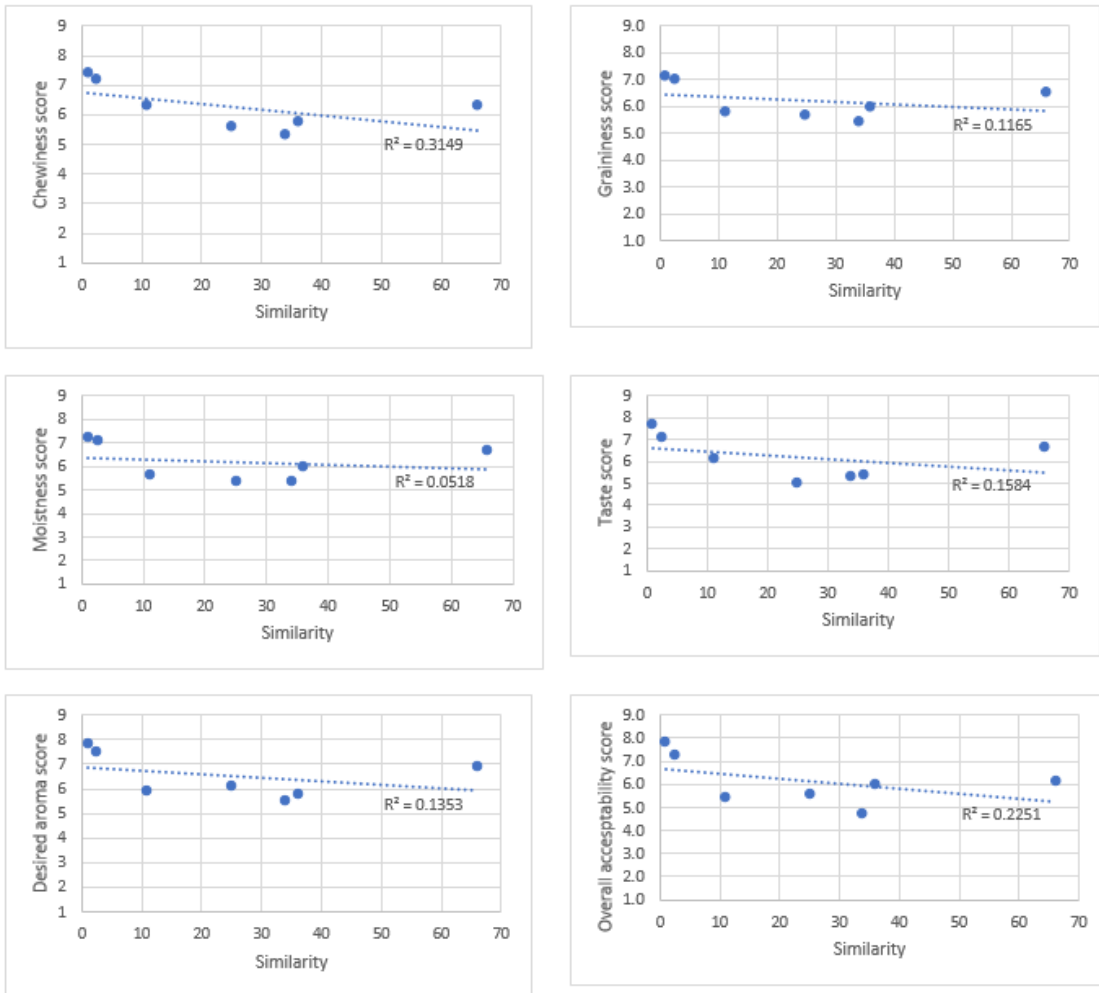 9
8
7
6
5
4
3
2
1
Chewiness score
R² = 0.3149
0 10 20 30 40 50 60 70
Similarity
9.0
8.0
7.0
6.0
5.0
4.0
3.0
2.0
1.0
Graininess score
R² = 0.1165
0 10 20 30 40 50 60 70
Similarity
9
8
7
6
5
4
3
2
1
Moistness score
R² = 0.0518
0 10 20 30 40 50 60 70
Similarity
9
8
7
6
5
4
3
2
1
Taste score
R² = 0.1584
0 10 20 30 40 50 60 70
Similarity
9
8
7
6
5
4
3
2
1
Desired aroma score
R² = 0.1353
0 10 20 30 40 50 60 70
Similarity
9.0
8.0
7.0
6.0
5.0
4.0
3.0
2.0
1.0
Overall accesptability score
R² = 0.2251
0 10 20 30 40 50 60 70
Similarity